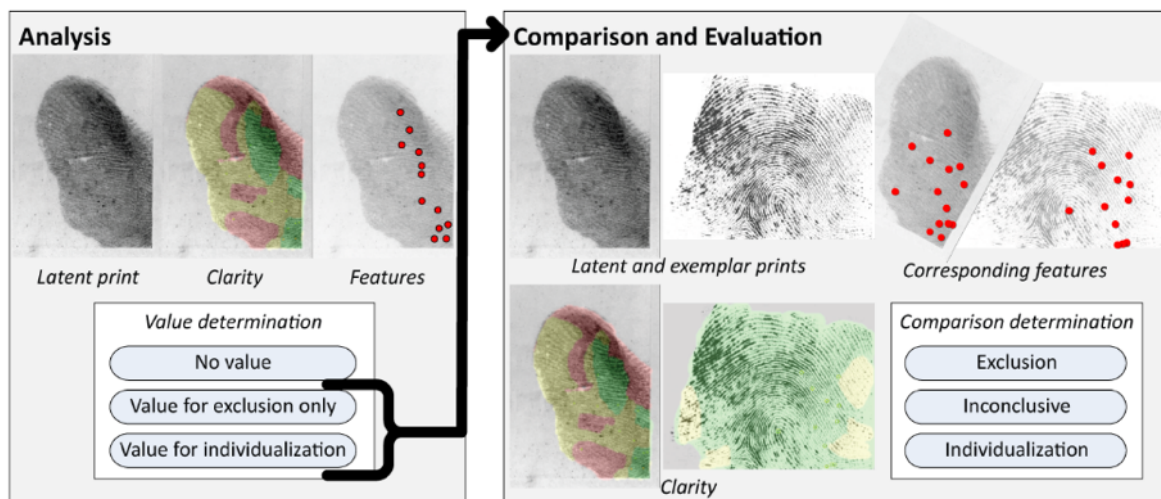 Analysis
Latent print
Clarity
Features
Value determination
No value
Value for exclusion only
Value for individualization
Comparison and Evaluation
Latent and exemplar prints
Corresponding features
Clarity
Comparison determination
Exclusion
Inconclusive
Individualization